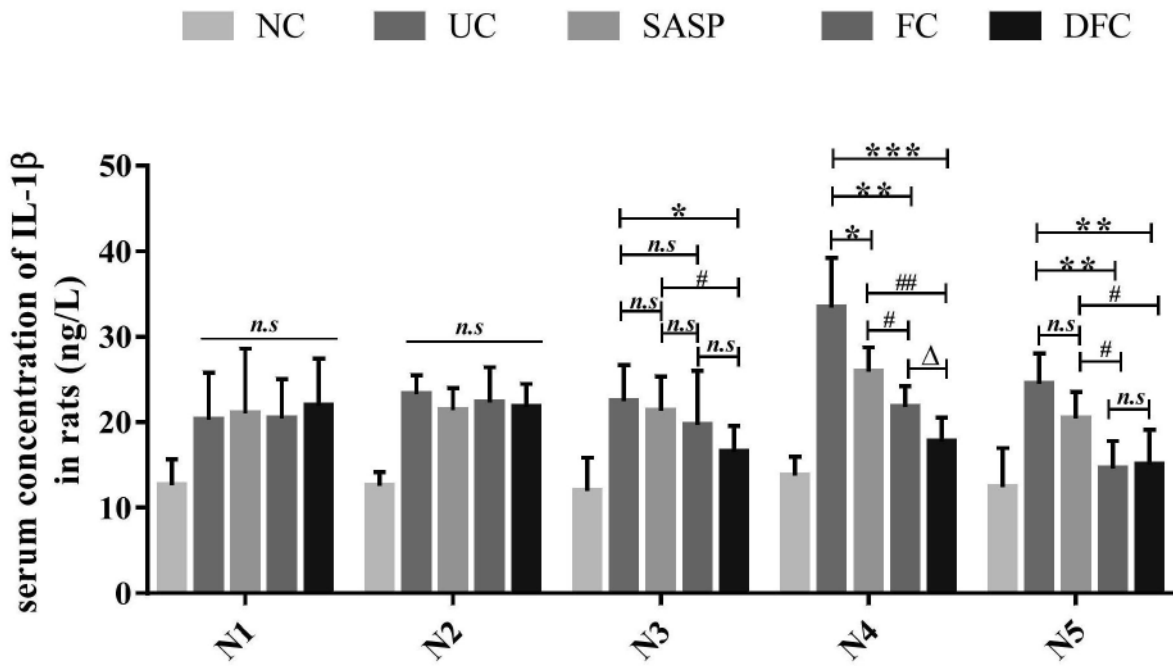 NC UC SASP FC DFC
serum concentration of IL-1β
in rats (ng/L)
50
40
30
20
10
0
n.s
n.s
*
n.s
#
n.s
n.s
n.s
***
**
*
##
#
Δ
**
**
#
n.s
#
n.s
N1 N2 N3 N4 N5